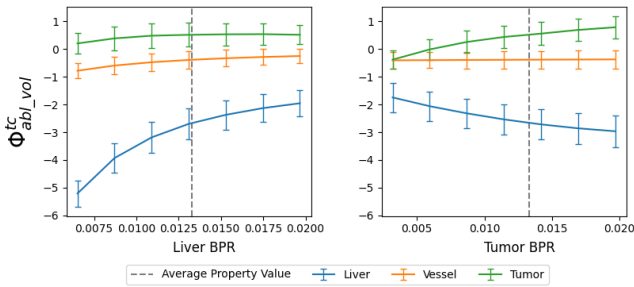 Φ^{tc}_{abl_vol}
1
0
−1
−2
−3
−4
−5
−6
0.0075 0.0100 0.0125 0.0150 0.0175 0.0200
Liver BPR
1
0
−1
−2
−3
−4
−5
−6
0.005 0.010 0.015 0.020
Tumor BPR
Average Property Value Liver Vessel Tumor